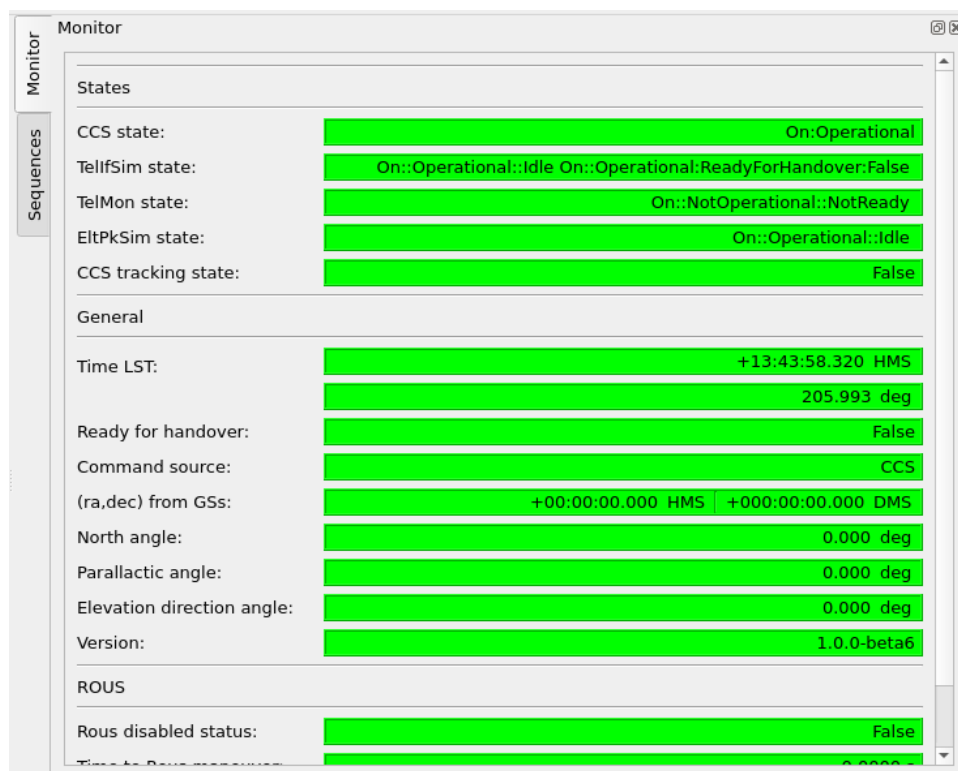 Monitor
Monitor
Sequences
States
CCS state: On:Operational
TelIfSim state: On::Operational::Idle On::Operational:ReadyForHandover:False
TelMon state: On::NotOperational::NotReady
EltPkSim state: On::Operational::Idle
CCS tracking state: False
General
Time LST: +13:43:58.320 HMS
205.993 deg
Ready for handover: False
Command source: CCS
(ra,dec) from GSs: +00:00:00.000 HMS +000:00:00.000 DMS
North angle: 0.000 deg
Parallactic angle: 0.000 deg
Elevation direction angle: 0.000 deg
Version: 1.0.0-beta6
ROUS
Rous disabled status: False
Time to Rous